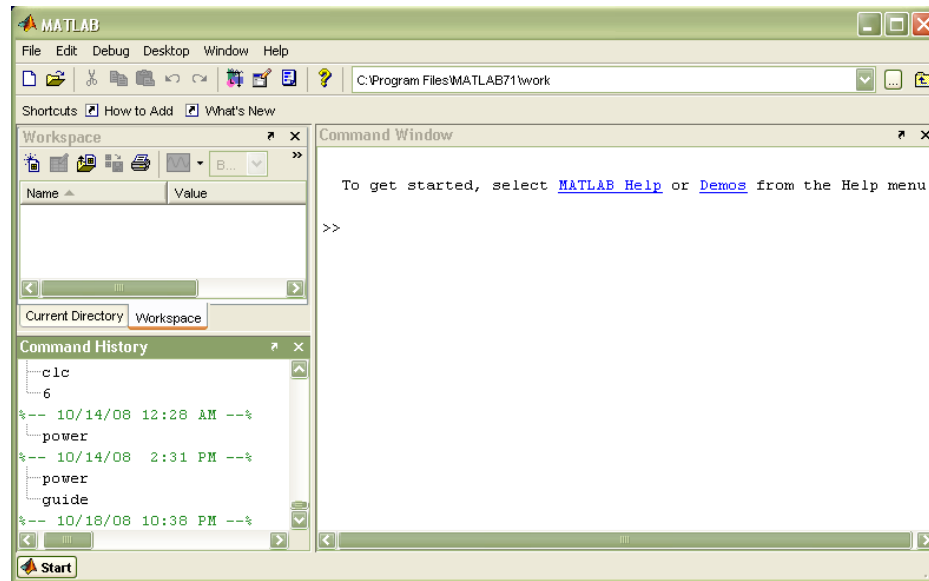 MATLAB
File Edit Debug Desktop Window Help
C:\Program Files\MATLAB71\work
...
Shortcuts How to Add What's New
Workspace
B...
Name Value
Current Directory Workspace
Command History
clc
6
%-- 10/14/08 12:28 AM --%
power
%-- 10/14/08 2:31 PM --%
power
guide
%-- 10/18/08 10:38 PM --%
Command Window
To get started, select MATLAB Help or Demos from the Help menu
>>
Start